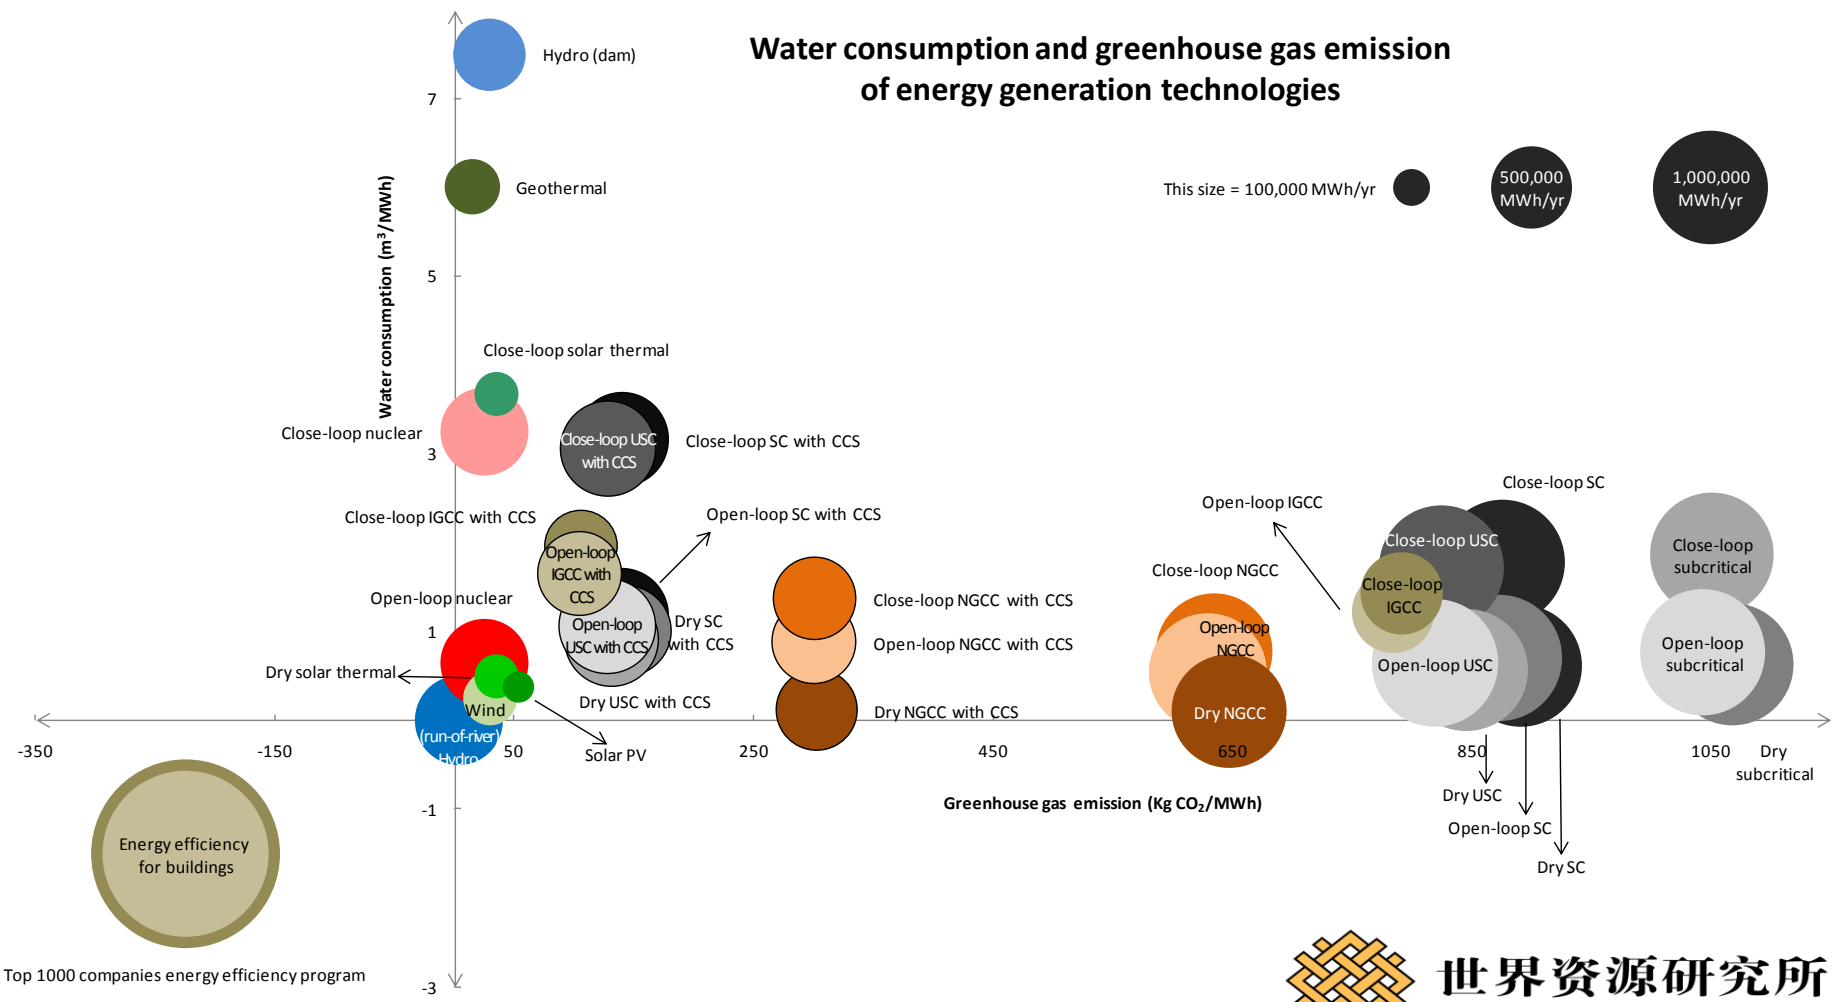 Water consumption and greenhouse gas emission
of energy generation technologies
Hydro (dam)
7
Geothermal
This size = 100,000 MWh/yr
500,000
MWh/yr
1,000,000
MWh/yr
Water consumption (m³/MWh)
5
Close-loop solar thermal
Close-loop nuclear
3
Close-loop USC
with CCS
Close-loop SC with CCS
Close-loop IGCC with CCS
Open-loop SC with CCS
Open-loop
IGCC with
CCS
Open-loop nuclear
1
Open-loop
USC with CCS
Dry SC
with CCS
Dry USC with CCS
Close-loop NGCC with CCS
Open-loop NGCC with CCS
Dry NGCC with CCS
Open-loop IGCC
Close-loop NGCC
Open-loop
NGCC
Dry NGCC
Close-loop SC
Close-loop USC
Close-loop
IGCC
Open-loop USC
Close-loop
subcritical
Open-loop
subcritical
Dry solar thermal
Wind
(run-of-river)
Hydro
Solar PV
-350
-150
50
250
450
650
850
1050
Dry
subcritical
Dry USC
Open-loop SC
Dry SC
Greenhouse gas emission (Kg CO₂/MWh)
-1
Energy efficiency
for buildings
Top 1000 companies energy efficiency program
-3
世界资源研究所